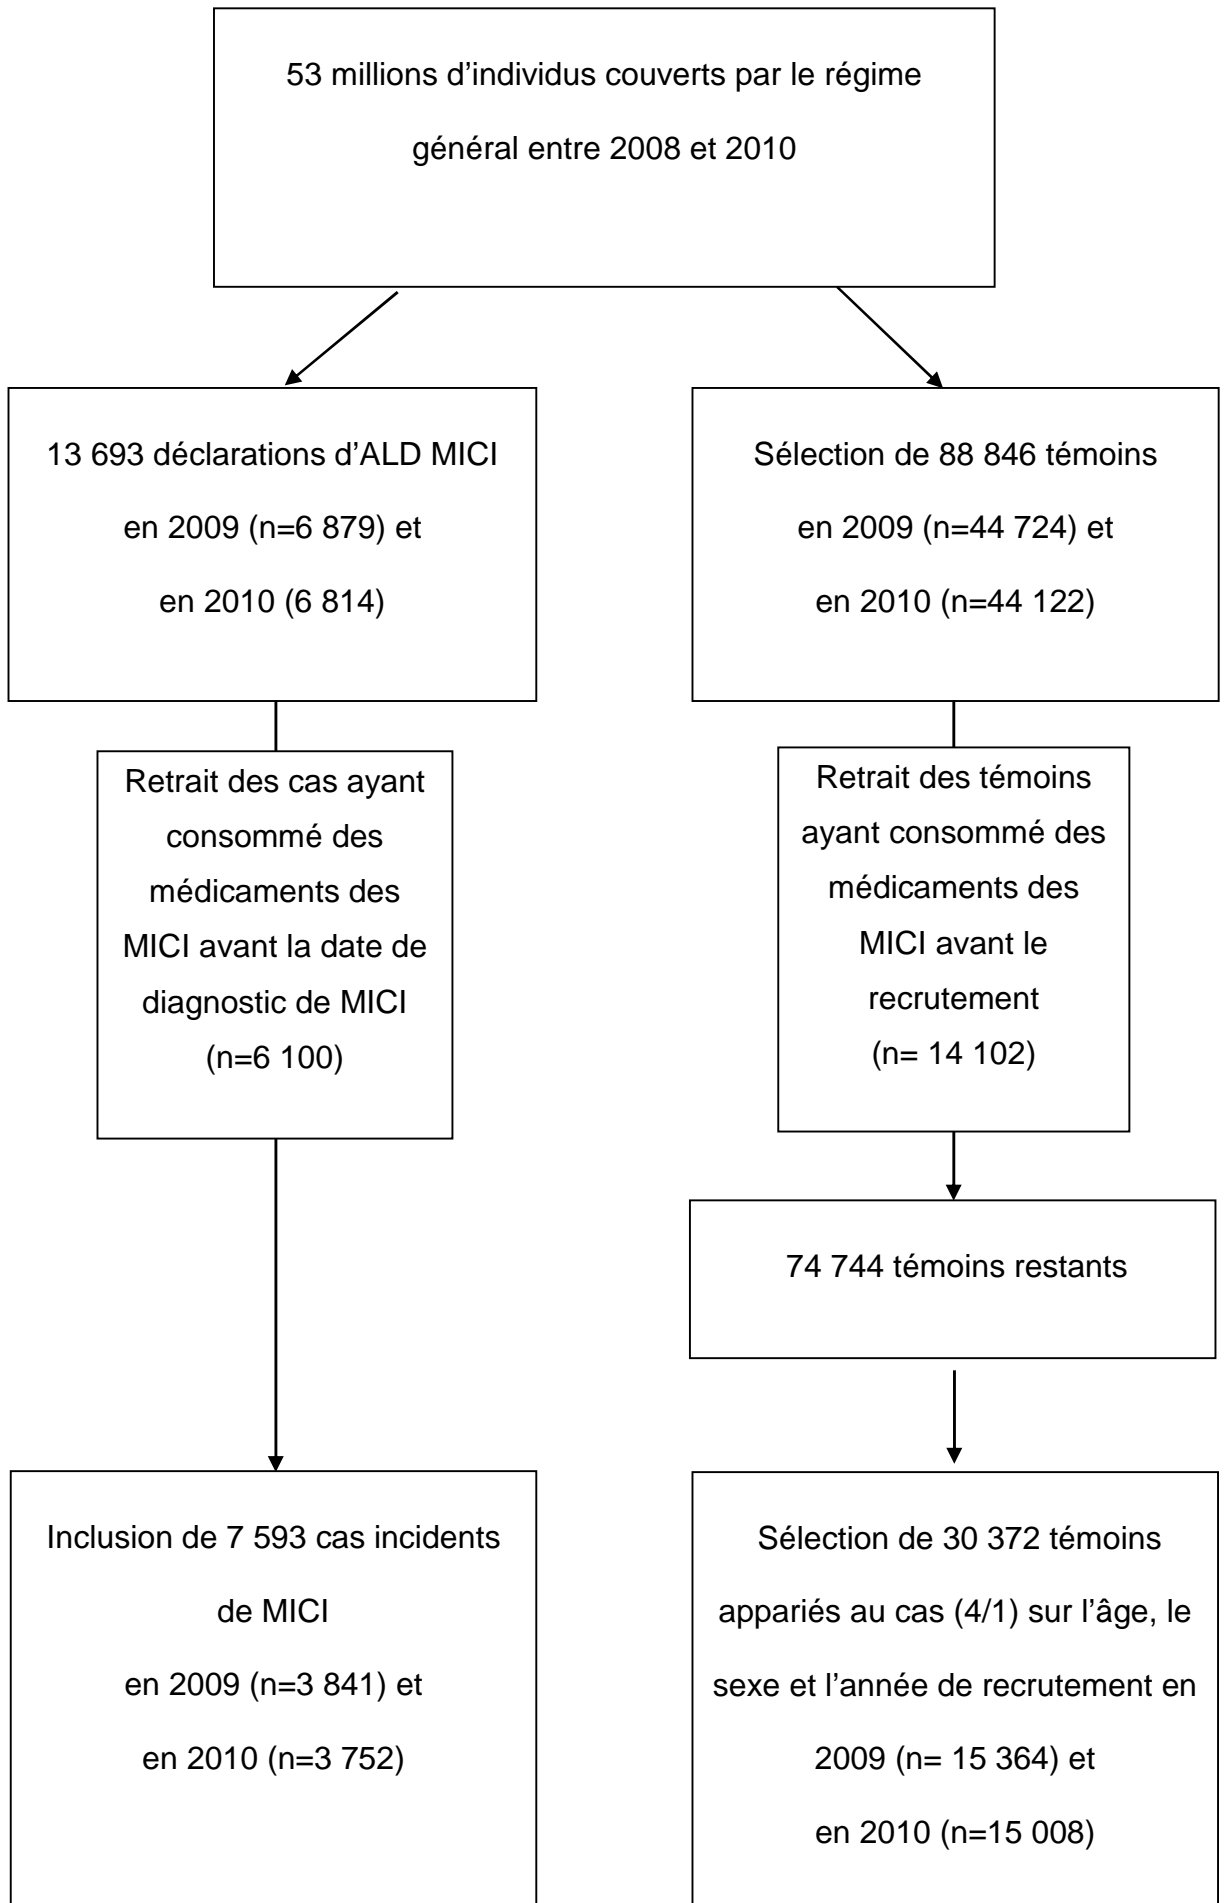 53 millions d'individus couverts par le régime
général entre 2008 et 2010
13 693 déclarations d'ALD MICI
en 2009 (n=6 879) et
en 2010 (6 814)
Sélection de 88 846 témoins
en 2009 (n=44 724) et
en 2010 (n=44 122)
Retrait des cas ayant
consommé des
médicaments des
MICI avant la date de
diagnostic de MICI
(n=6 100)
Retrait des témoins
ayant consommé des
médicaments des
MICI avant le
recrutement
(n= 14 102)
74 744 témoins restants
Inclusion de 7 593 cas incidents
de MICI
en 2009 (n=3 841) et
en 2010 (n=3 752)
Sélection de 30 372 témoins
appariés au cas (4/1) sur l'âge, le
sexe et l'année de recrutement en
2009 (n= 15 364) et
en 2010 (n=15 008)